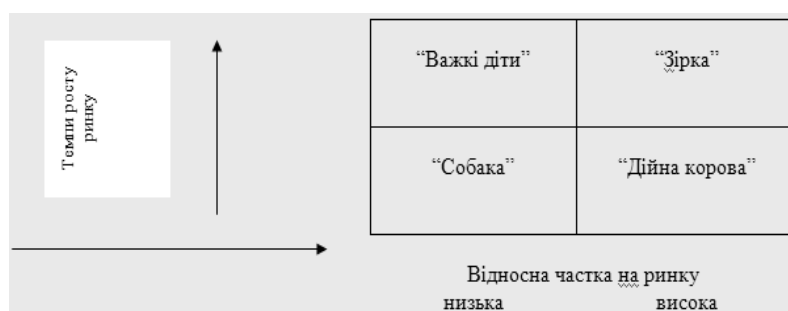 Темпи росту
ринку
“Важкі діти”
“Зірка”
“Собака”
“Дійна корова”
Відносна частка на ринку
низька
висока